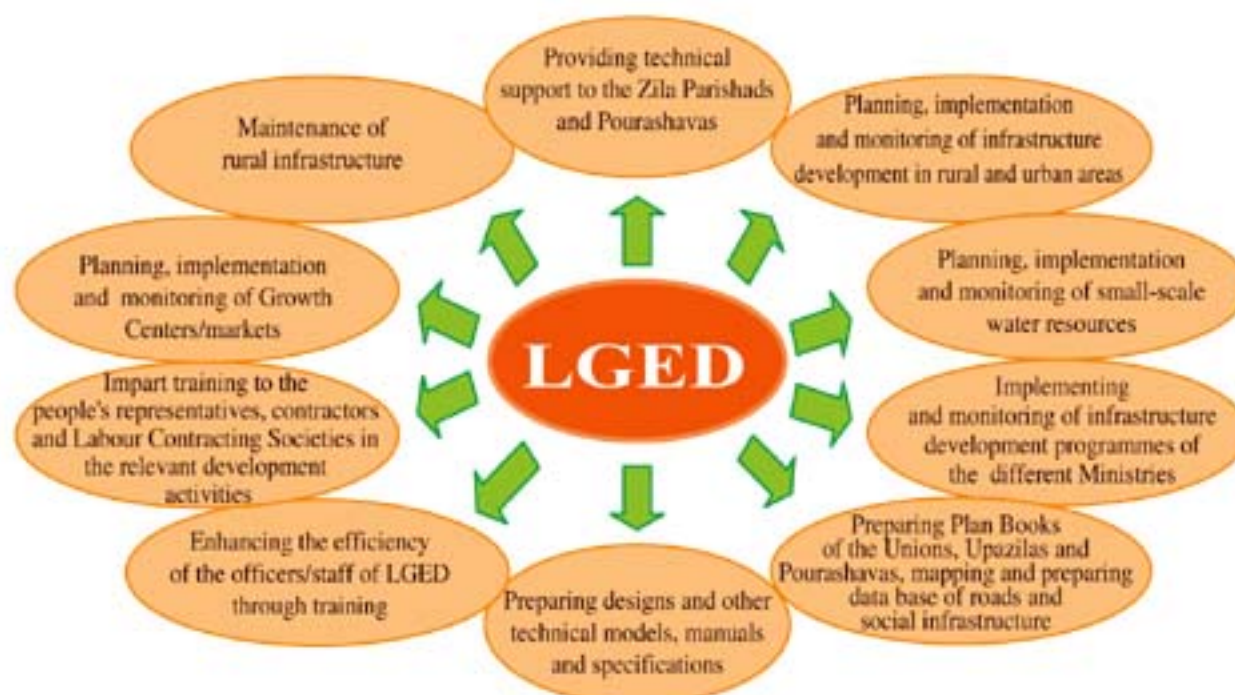 Providing technical
support to the Zila Parishads
and Pourashavas
Planning, implementation
and monitoring of infrastructure
development in rural and urban areas
Planning, implementation
and monitoring of small-scale
water resources
Implementing
and monitoring of infrastructure
development programmes of
the different Ministries
Preparing Plan Books
of the Unions, Upazilas and
Pourashavas, mapping and preparing
data base of roads and
social infrastructure
Preparing designs and other
technical models, manuals
and specifications
Enhancing the efficiency
of the officers/staff of LGED
through training
Impart training to the
people's representatives, contractors
and Labour Contracting Societies in
the relevant development
activities
Planning, implementation
and monitoring of Growth
Centers/markets
Maintenance of
rural infrastructure
LGED